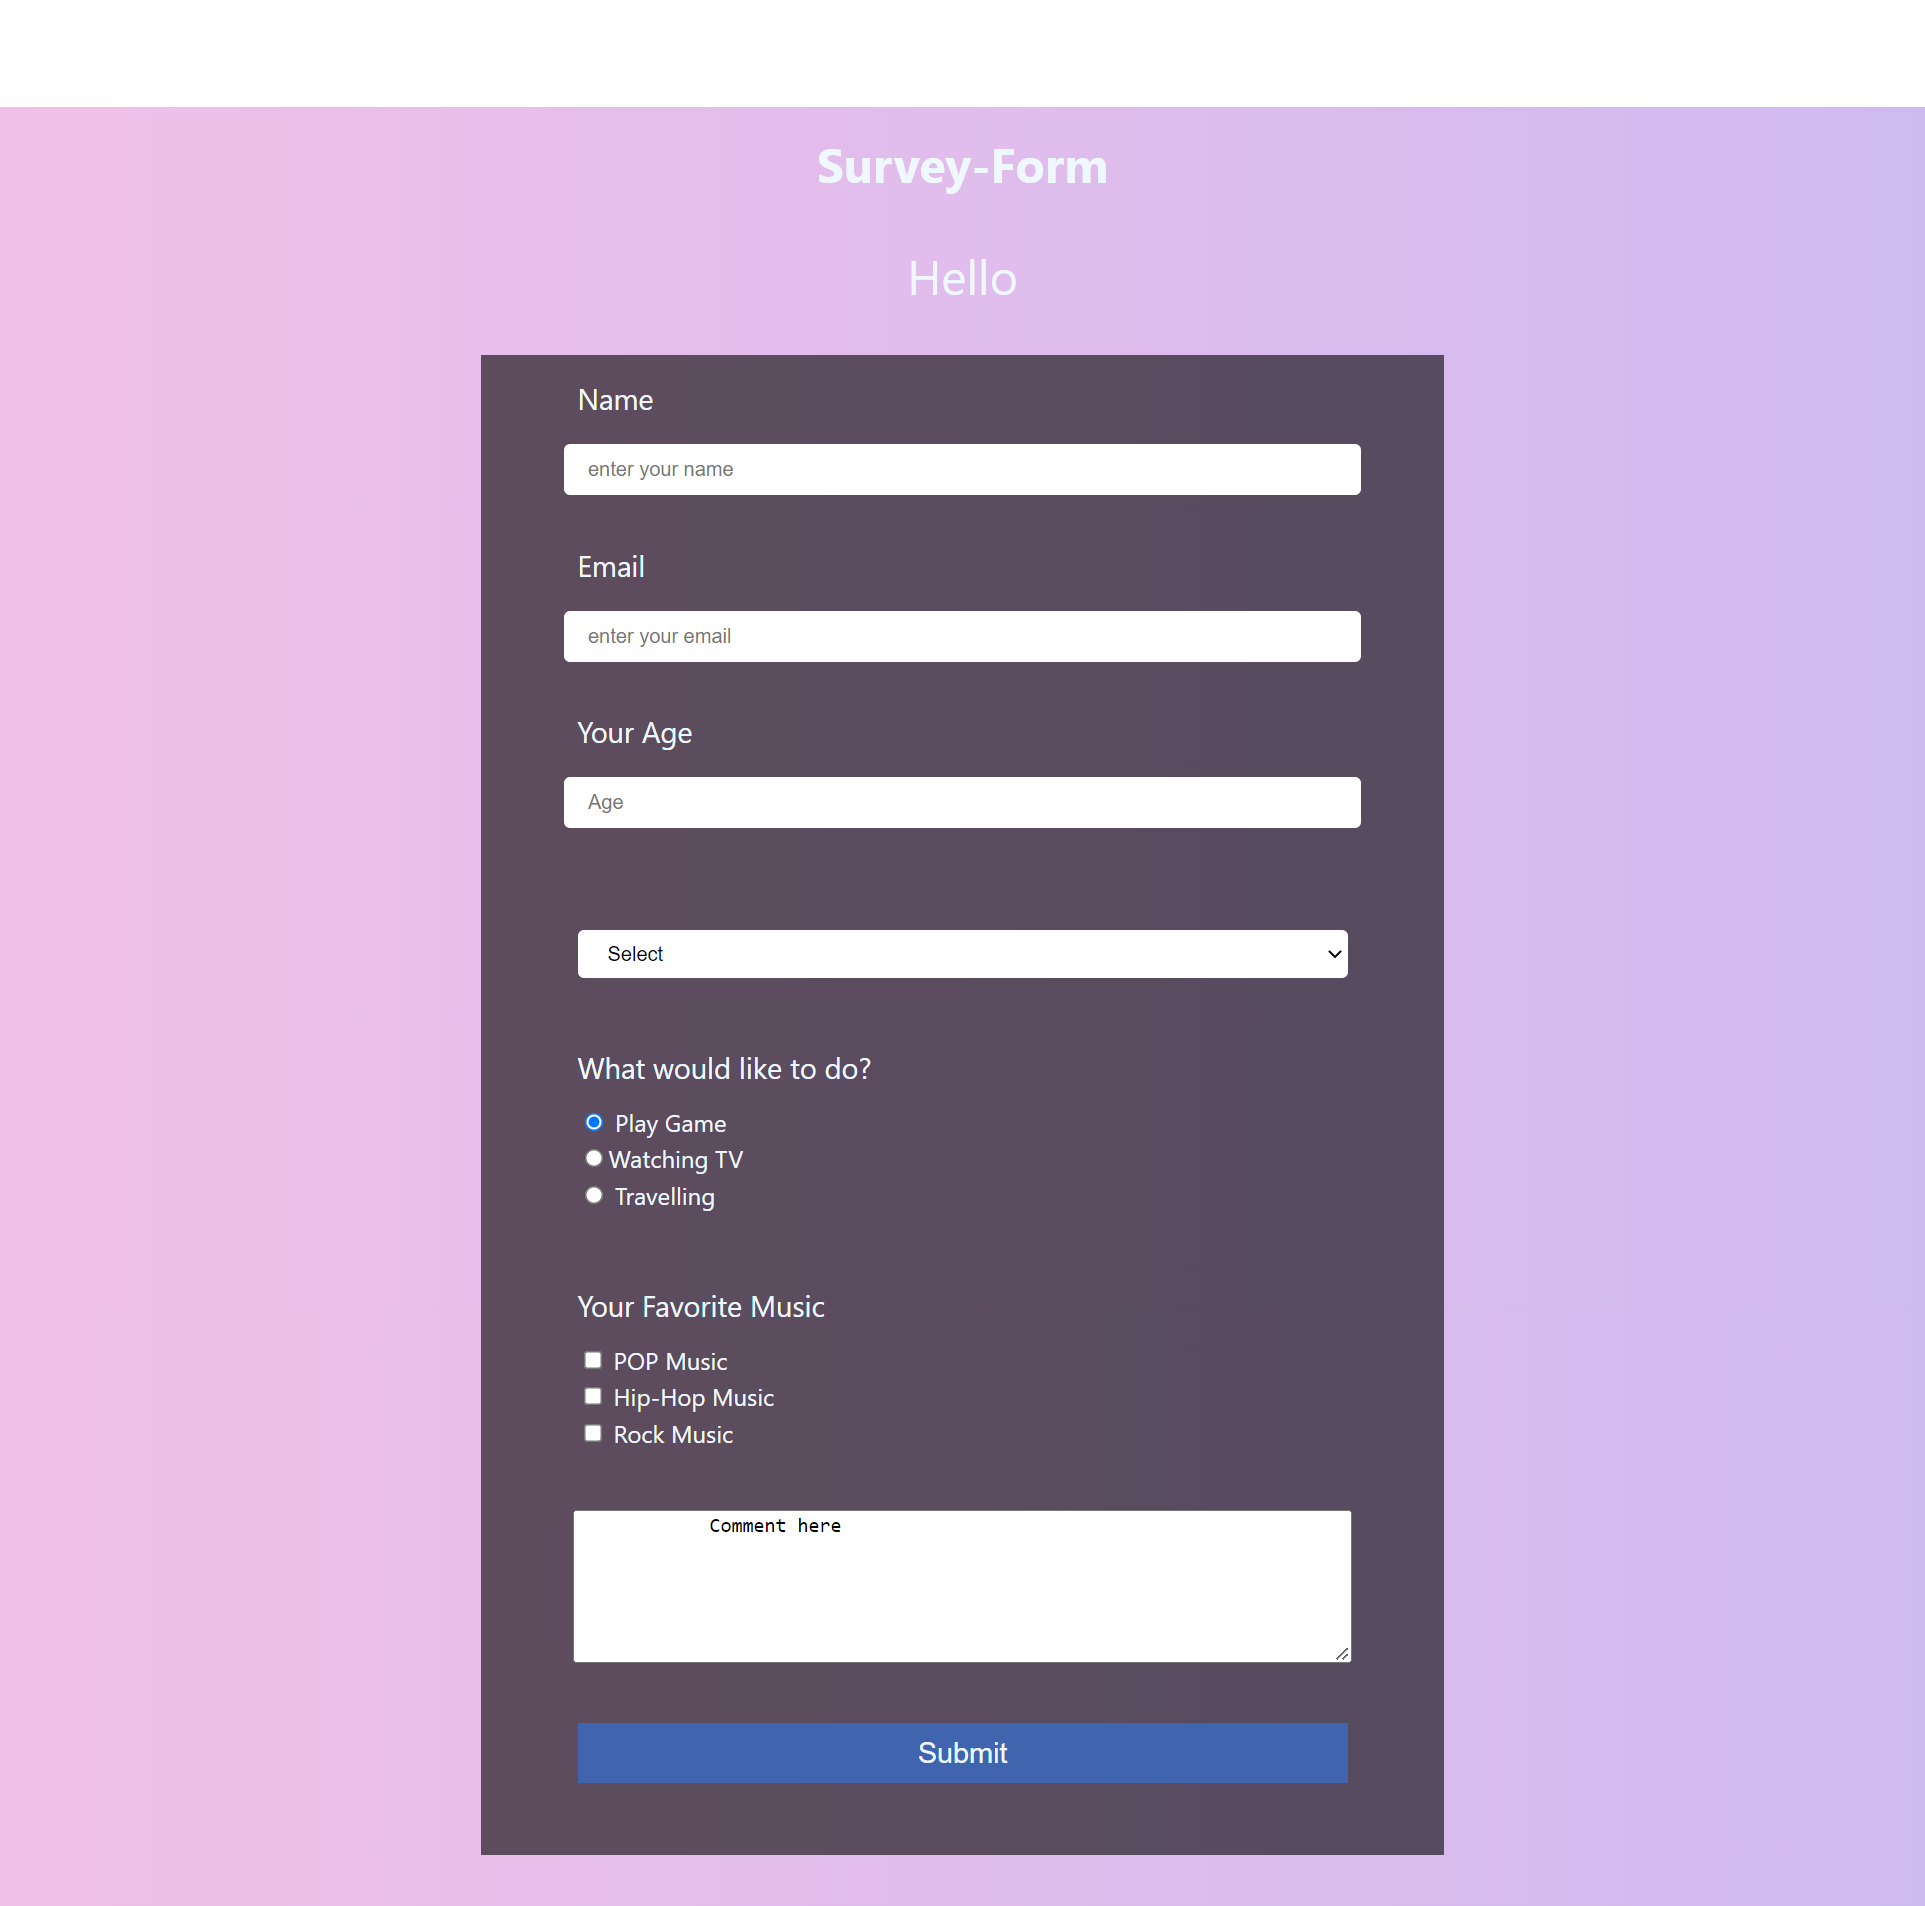 Survey-Form
Hello
Name
enter your name
Email
enter your email
Your Age
Age
Select
What would like to do?
Play Game
Watching TV
Travelling
Your Favorite Music
POP Music
Hip-Hop Music
Rock Music
Comment here
Submit